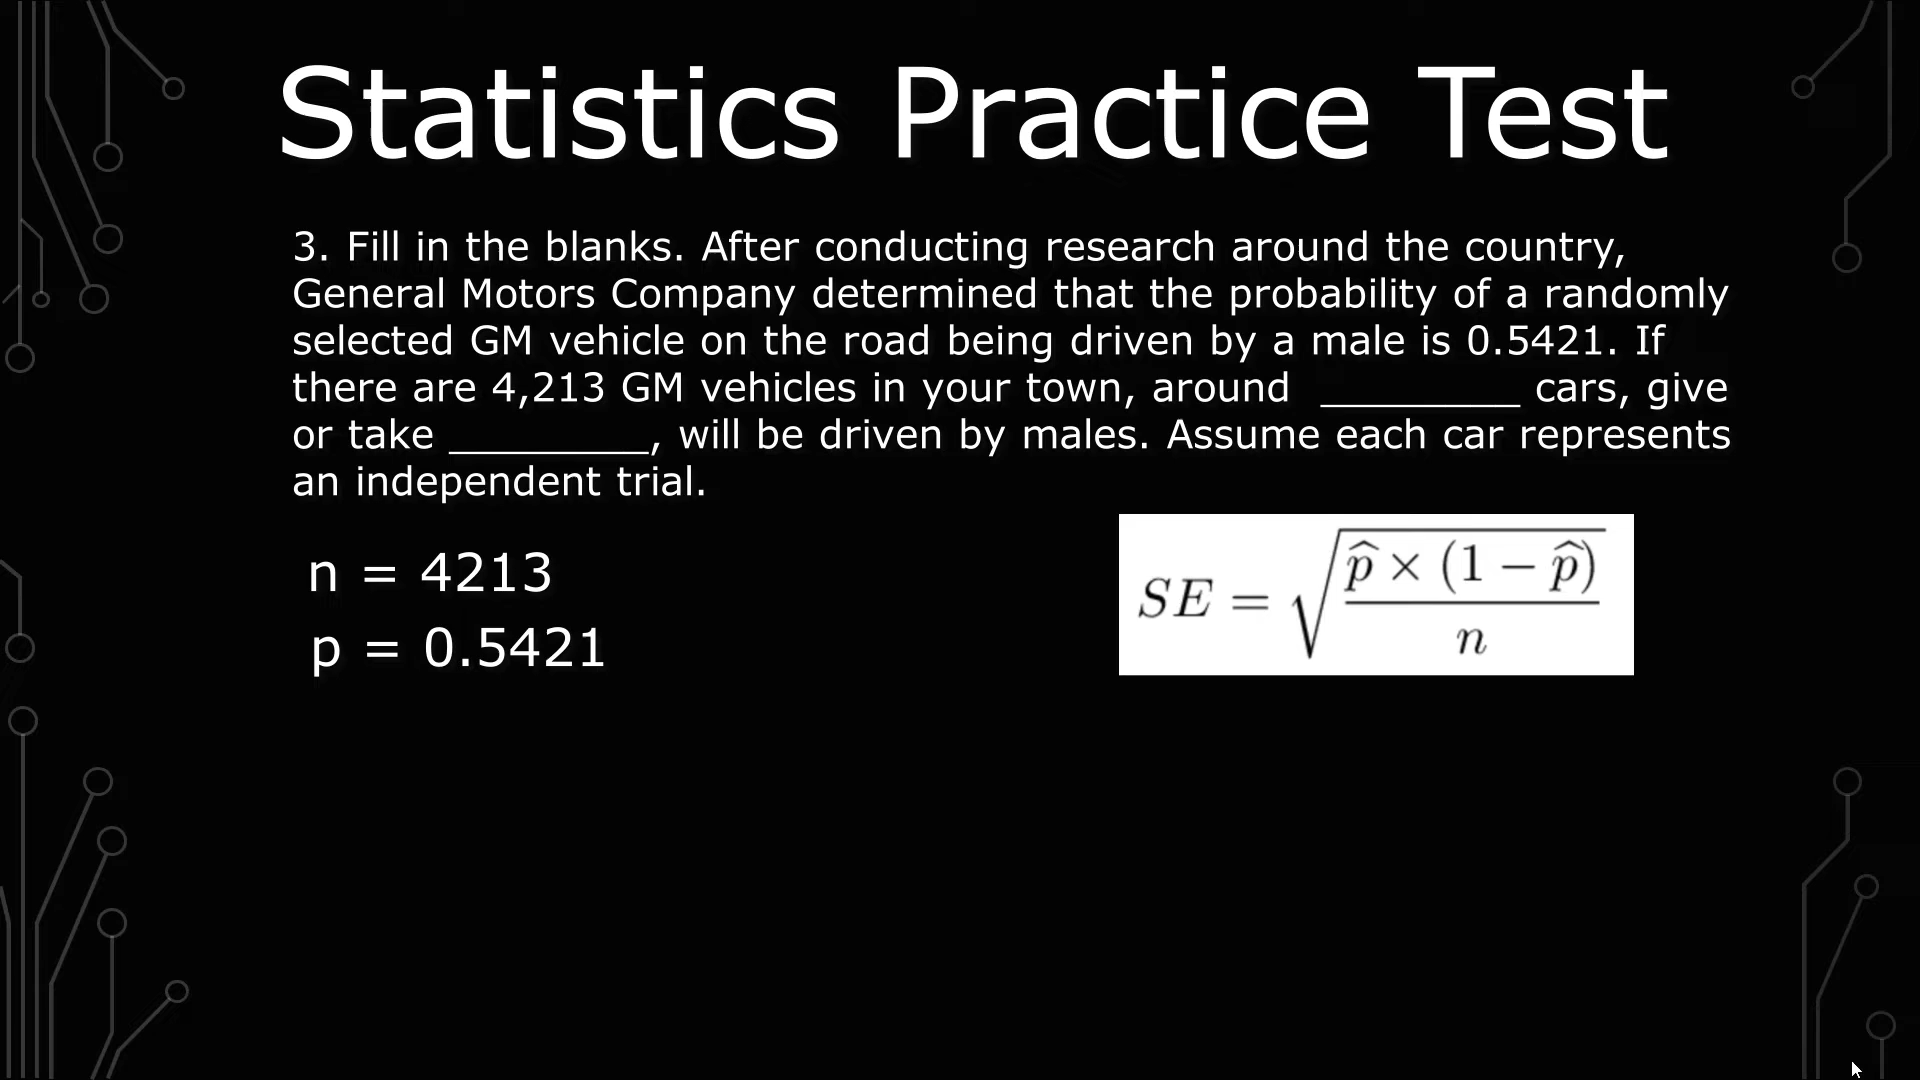 Statistics Practice Test
3. Fill in the blanks. After conducting research around the country,
General Motors Company determined that the probability of a randomly
selected GM vehicle on the road being driven by a male is 0.5421. If
there are 4,213 GM vehicles in your town, around _________ cars, give
or take _________, will be driven by males. Assume each car represents
an independent trial.
n = 4213
p = 0.5421
SE = √(p̂ × (1 − p̂) / n)